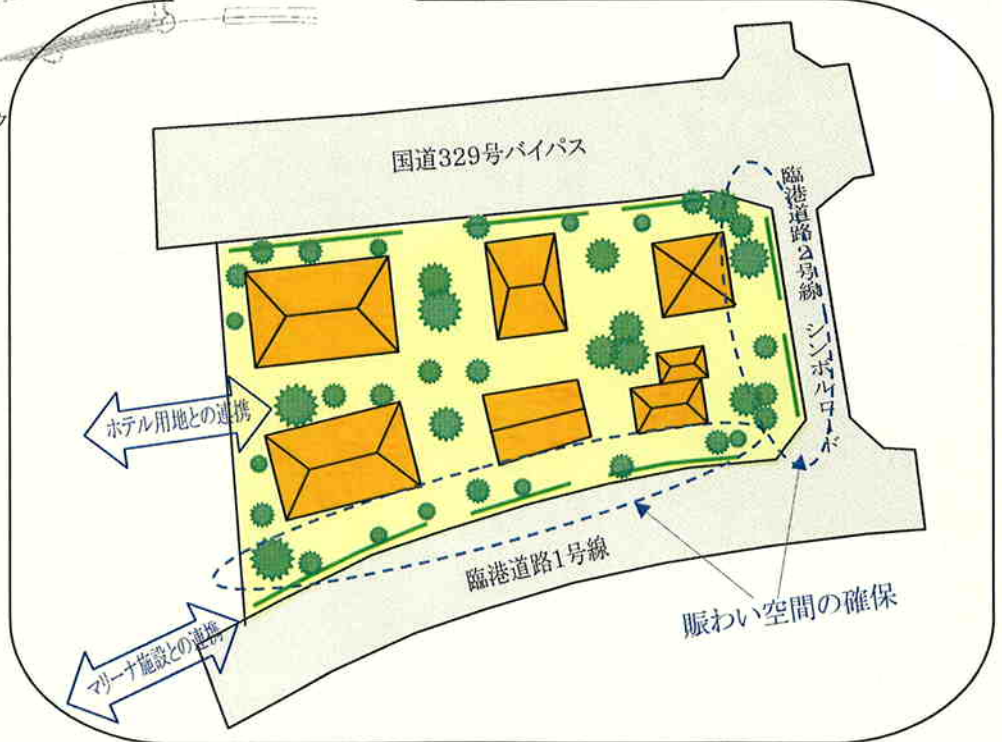 国道329号バイパス
臨港道路2号線 シンボルロード
ホテル用地との連携
臨港道路1号線
賑わい空間の確保
マリーナ施設との連携